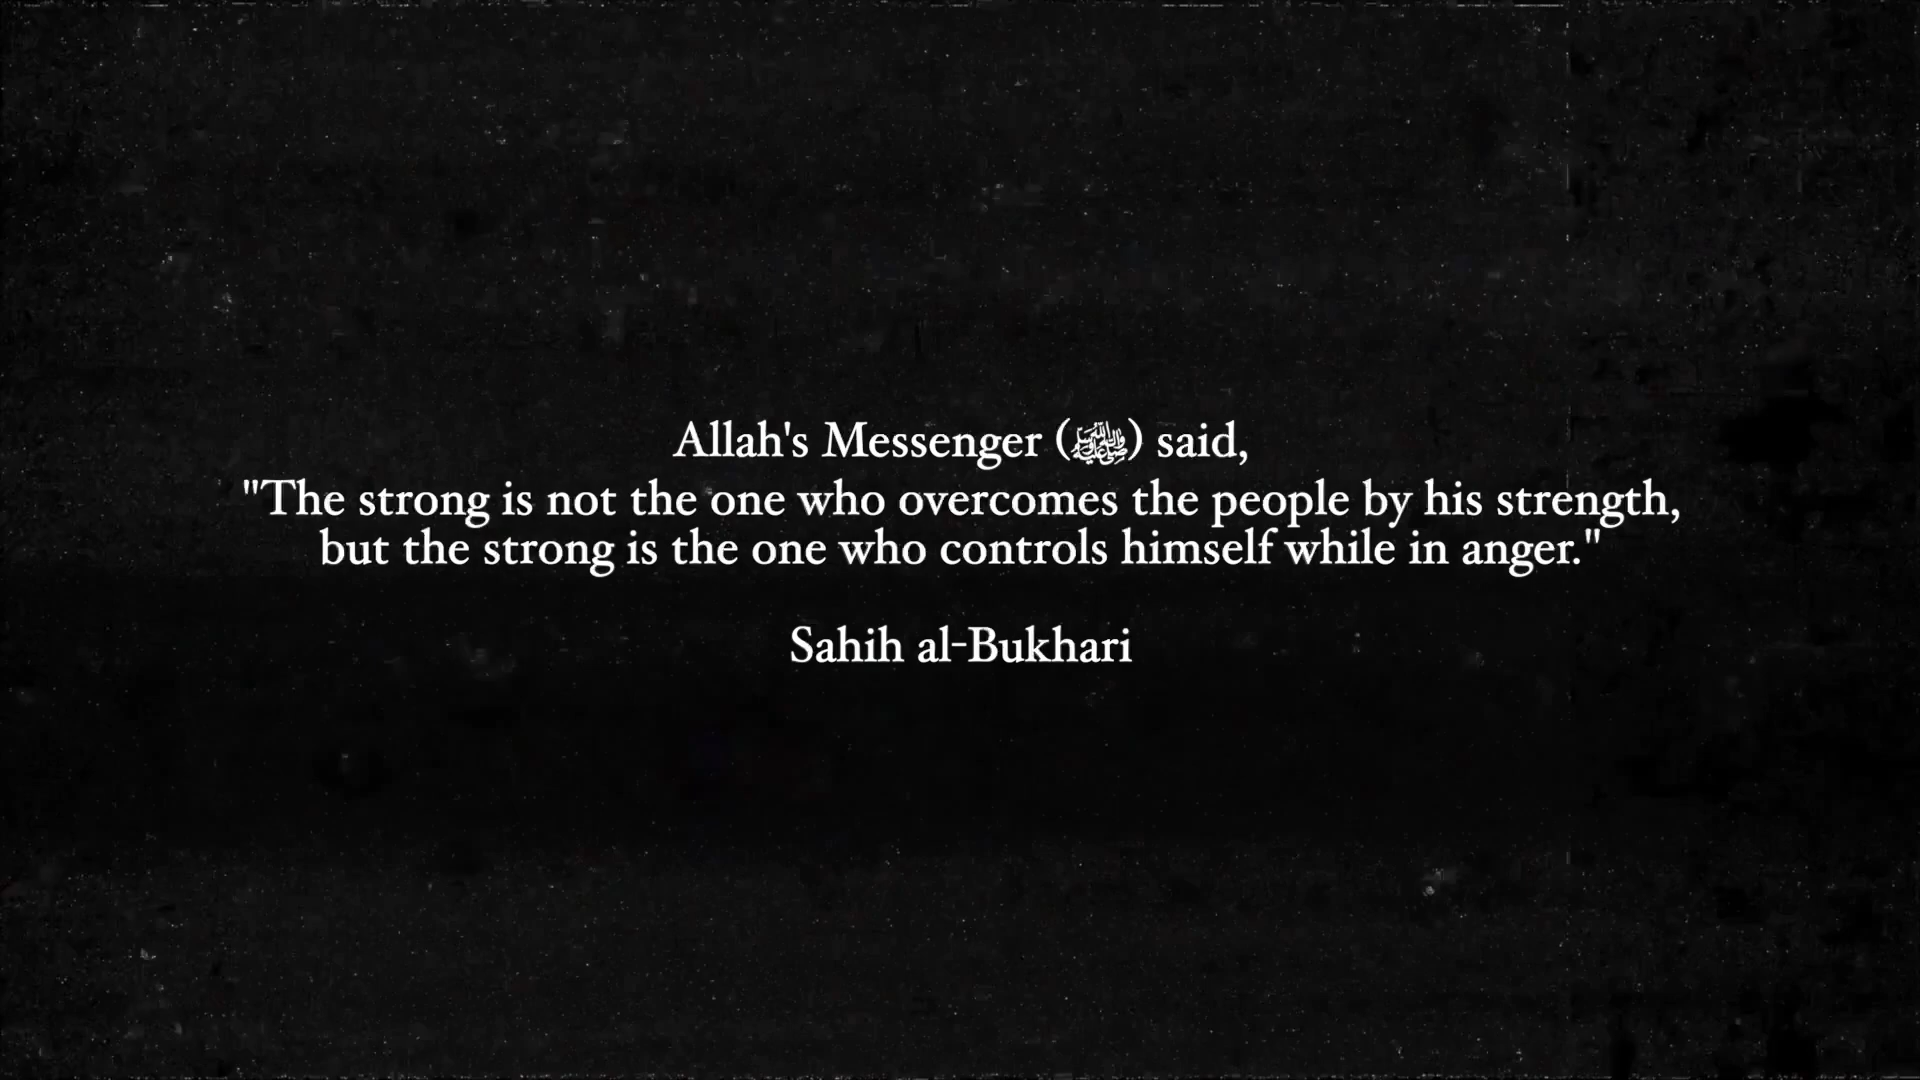 Allah's Messenger (ﷺ) said,
"The strong is not the one who overcomes the people by his strength,
but the strong is the one who controls himself while in anger."
Sahih al-Bukhari